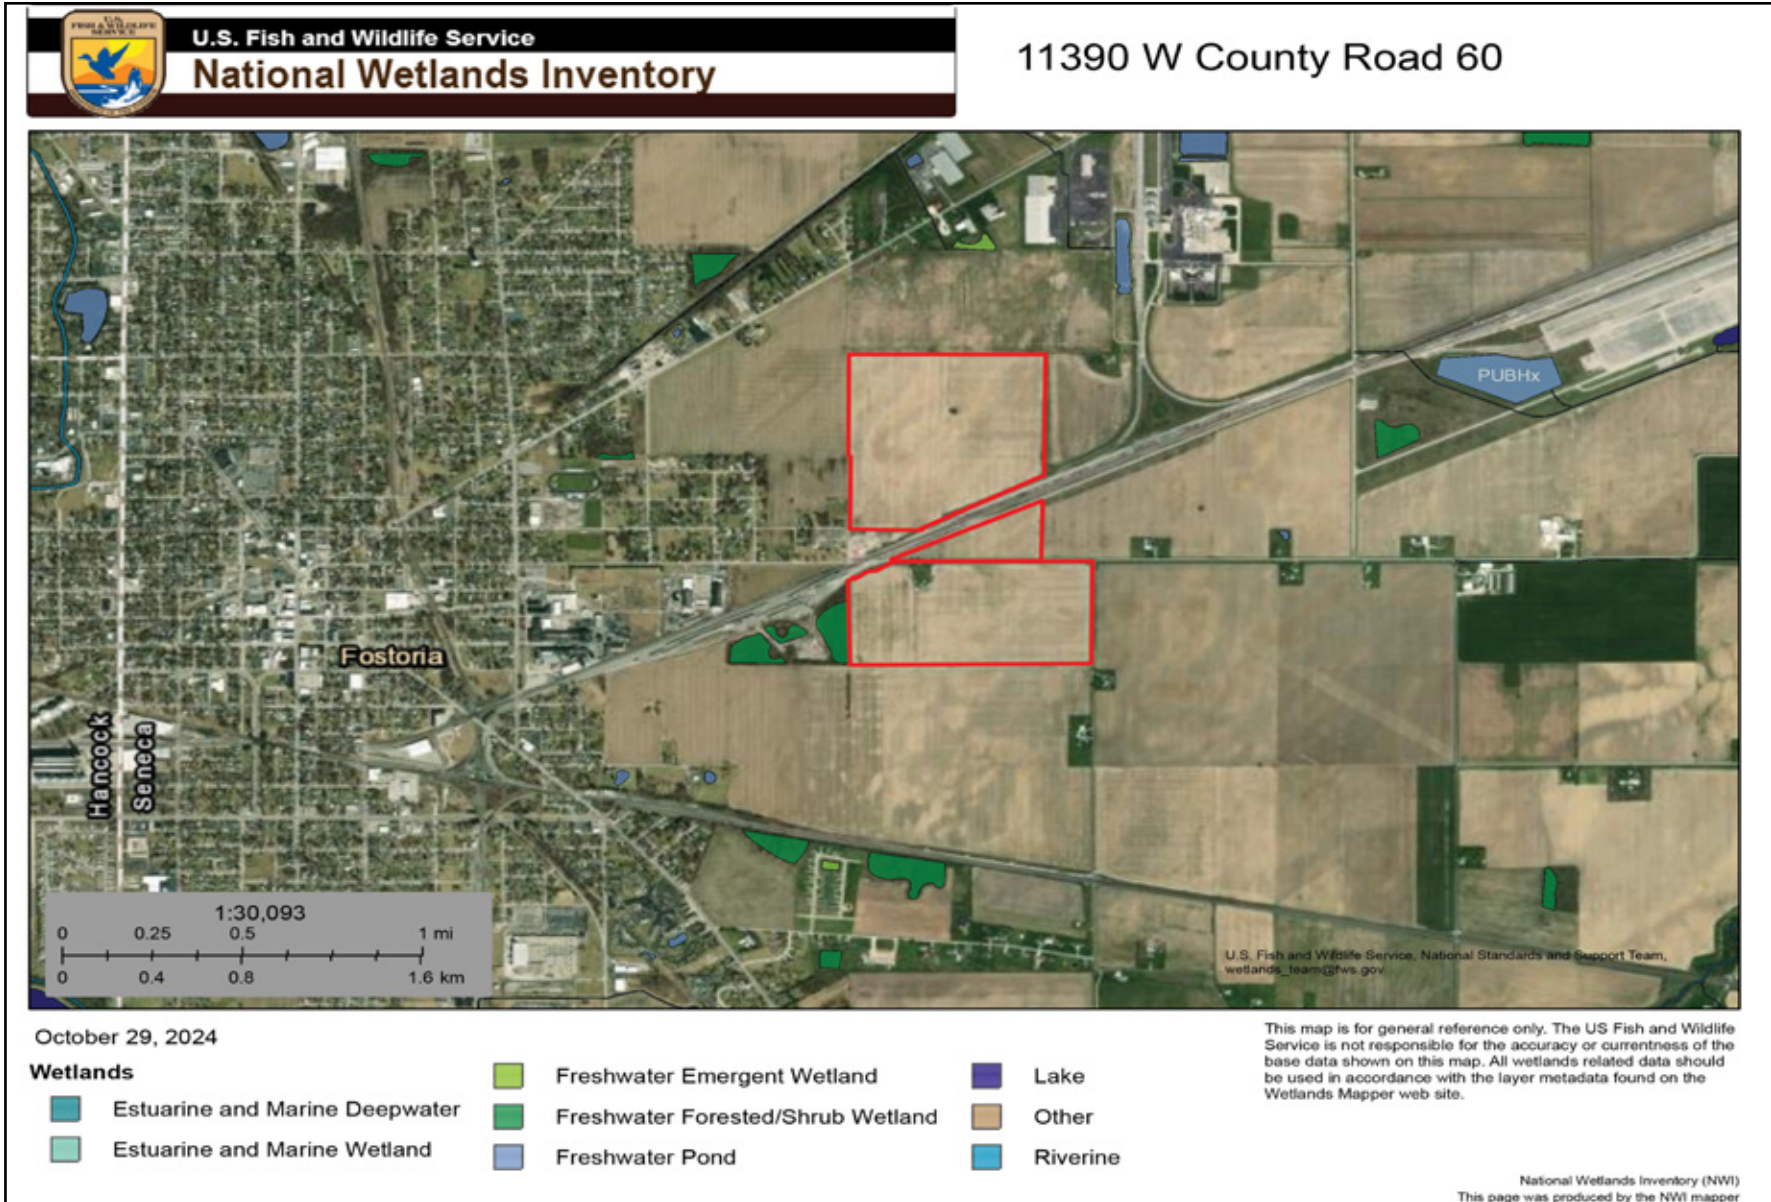 U.S.
FISH & WILDLIFE
SERVICE
U.S. Fish and Wildlife Service
National Wetlands Inventory
11390 W County Road 60
PUBHx
Fostoria
Hancock
Seneca
1:30,093
0 0.25 0.5 1 mi
0 0.4 0.8 1.6 km
U.S. Fish and Wildlife Service, National Standards and Support Team,
wetlands_team@fws.gov
October 29, 2024
Wetlands
Estuarine and Marine Deepwater
Estuarine and Marine Wetland
Freshwater Emergent Wetland
Freshwater Forested/Shrub Wetland
Freshwater Pond
Lake
Other
Riverine
This map is for general reference only. The US Fish and Wildlife
Service is not responsible for the accuracy or currentness of the
base data shown on this map. All wetlands related data should
be used in accordance with the layer metadata found on the
Wetlands Mapper web site.
National Wetlands Inventory (NWI)
This page was produced by the NWI mapper